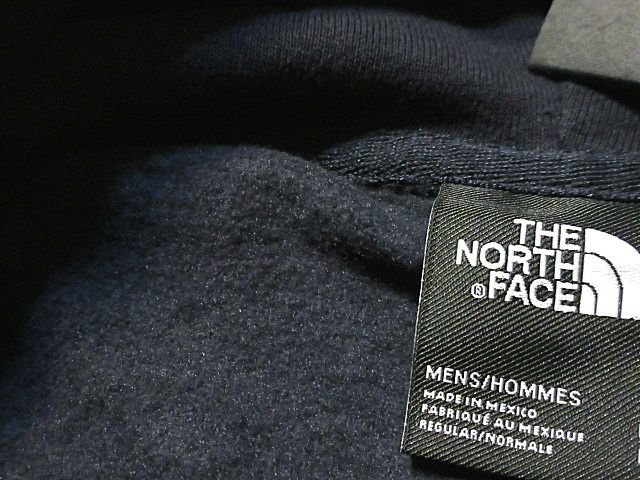 THE
NORTH
® FACE
MENS/HOMMES
MADE IN MEXICO
FABRIQUÉ AU MEXIQUE
REGULAR/NORMALE